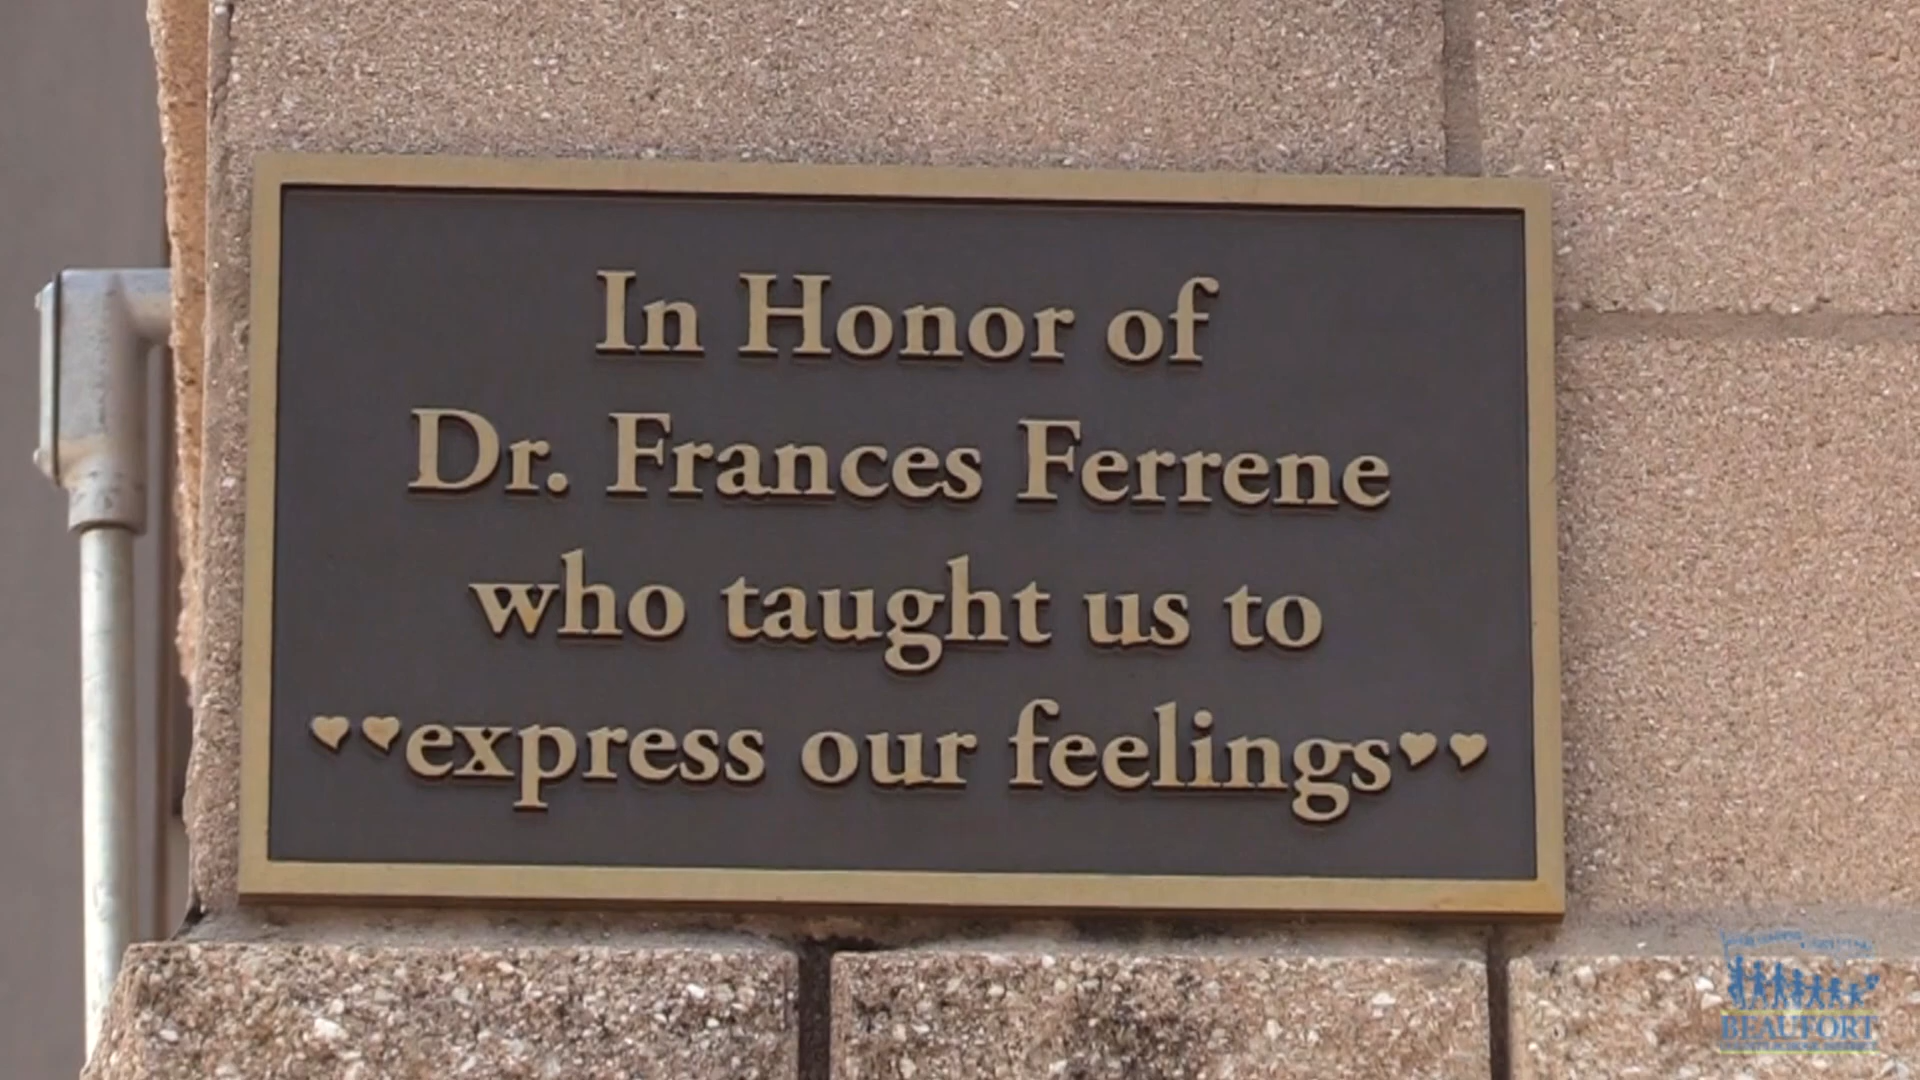 In Honor of
Dr. Frances Ferrene
who taught us to
❤❤express our feelings❤❤
BEAUFORT